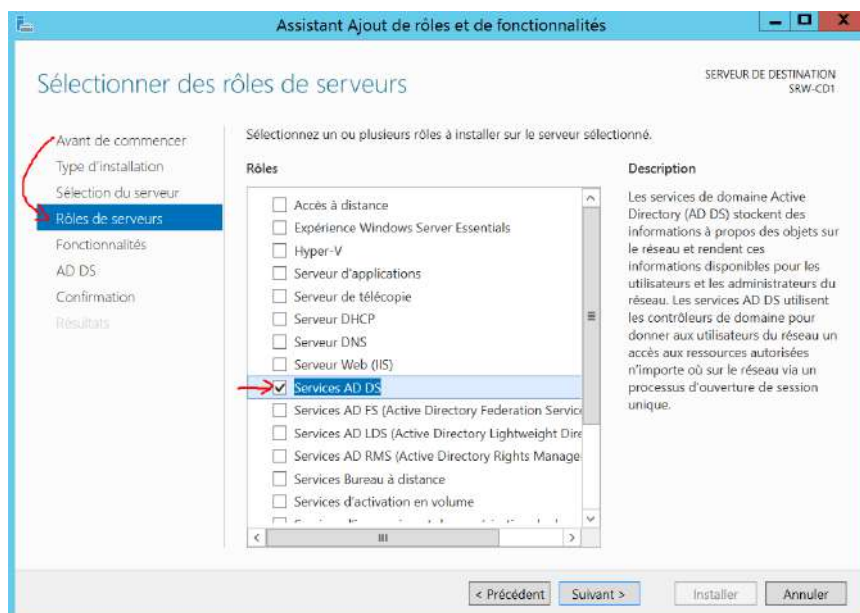 Assistant Ajout de rôles et de fonctionnalités
Sélectionner des rôles de serveurs
SERVEUR DE DESTINATION
SRW-CD1
Avant de commencer
Type d'installation
Sélection du serveur
Rôles de serveurs
Fonctionnalités
AD DS
Confirmation
Résultats
Sélectionnez un ou plusieurs rôles à installer sur le serveur sélectionné.
Rôles
Accès à distance
Expérience Windows Server Essentials
Hyper-V
Serveur d'applications
Serveur de télécopie
Serveur DHCP
Serveur DNS
Serveur Web (IIS)
Services AD DS
Services AD FS (Active Directory Federation Service
Services AD LDS (Active Directory Lightweight Dire
Services AD RMS (Active Directory Rights Manage
Services Bureau à distance
Services d'activation en volume
Description
Les services de domaine Active
Directory (AD DS) stockent des
informations à propos des objets sur
le réseau et rendent ces
informations disponibles pour les
utilisateurs et les administrateurs du
réseau. Les services AD DS utilisent
les contrôleurs de domaine pour
donner aux utilisateurs du réseau un
accès aux ressources autorisées
n'importe où sur le réseau via un
processus d'ouverture de session
unique.
< Précédent
Suivant >
Installer
Annuler